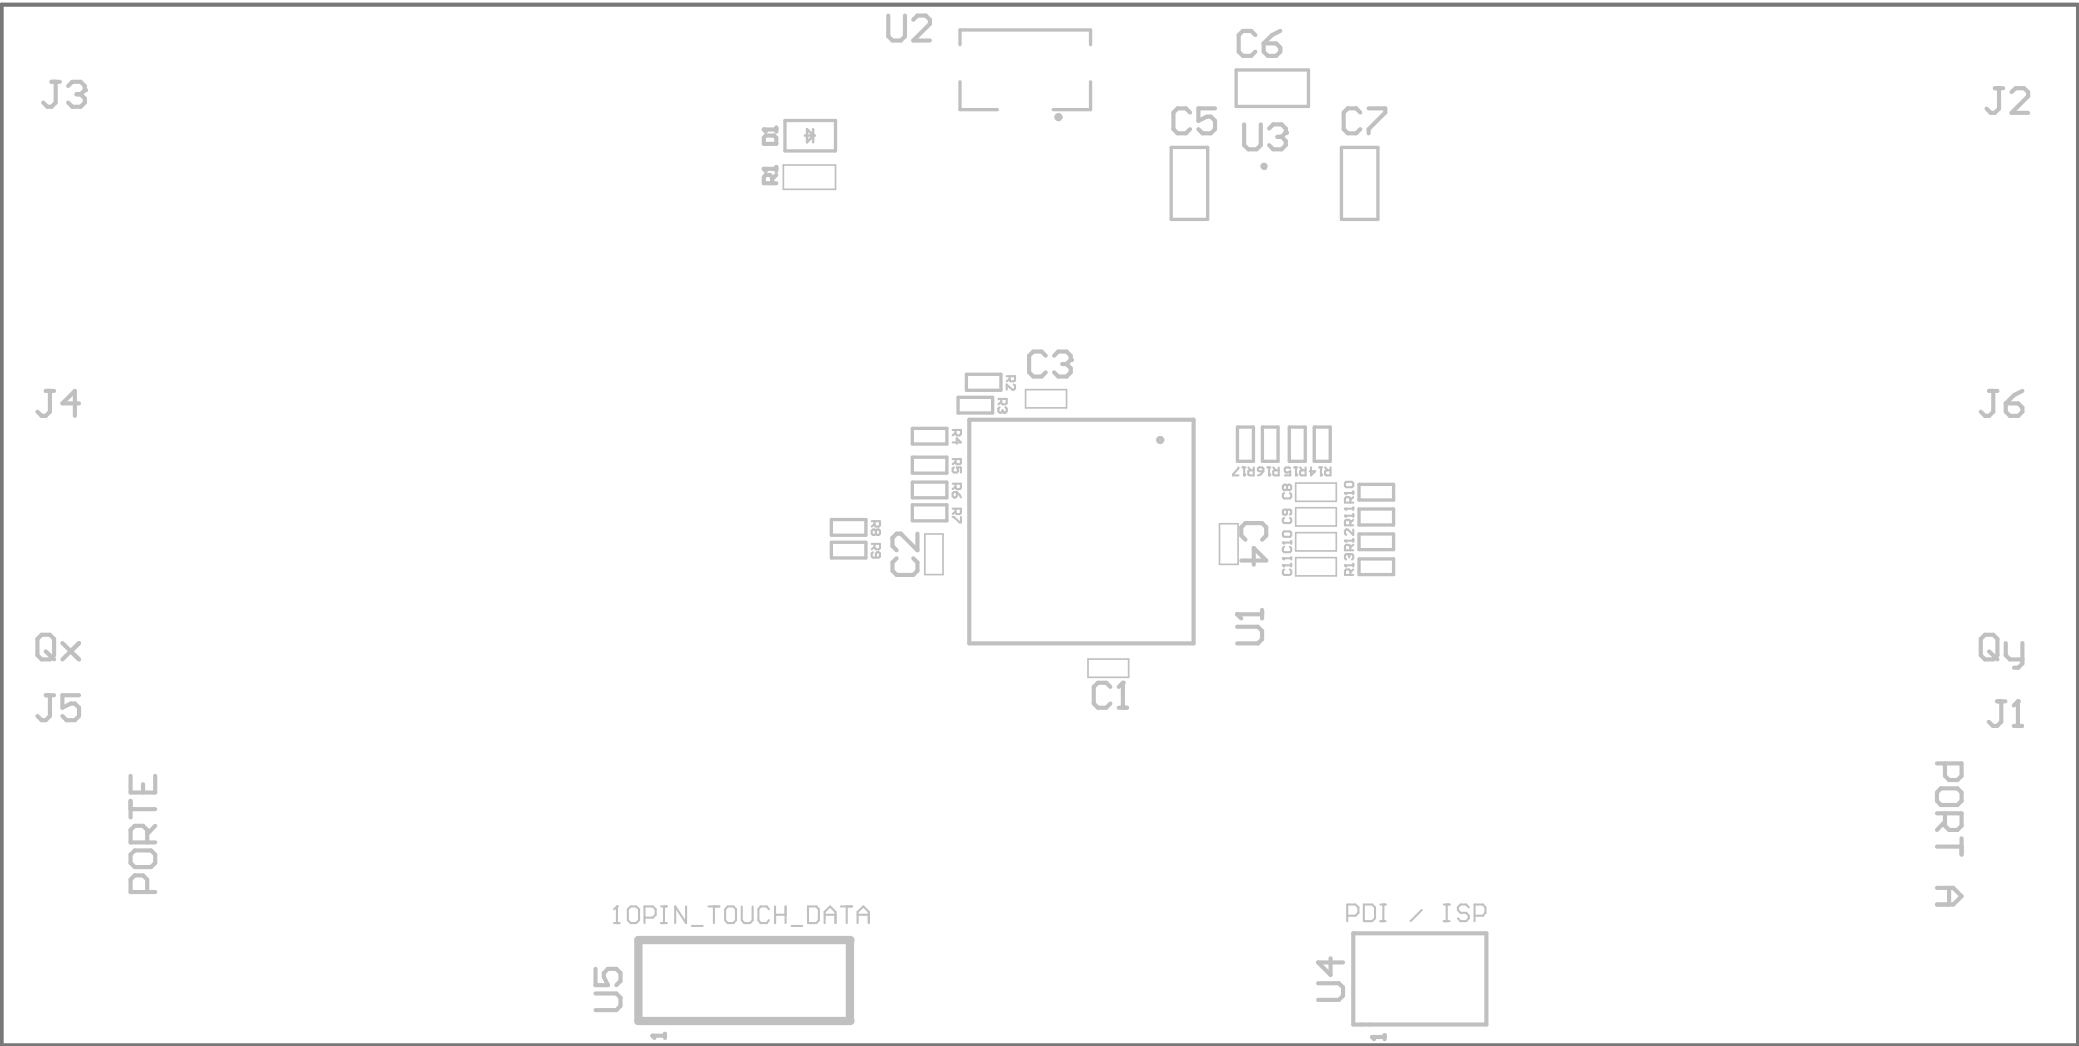 U2
C6
J3
J2
C5
C7
D1
U3
R1
C3
R2
R3
J4
J6
R4
R5
R17 R16 R15 R14
R6
C8
R10
R7
C9
R11
R8
C2
C4
C10
R12
R9
C11
R13
U1
Qx
Qy
C1
J5
J1
PORTE
PORT A
10PIN_TOUCH_DATA
PDI / ISP
U5
U4
1
1